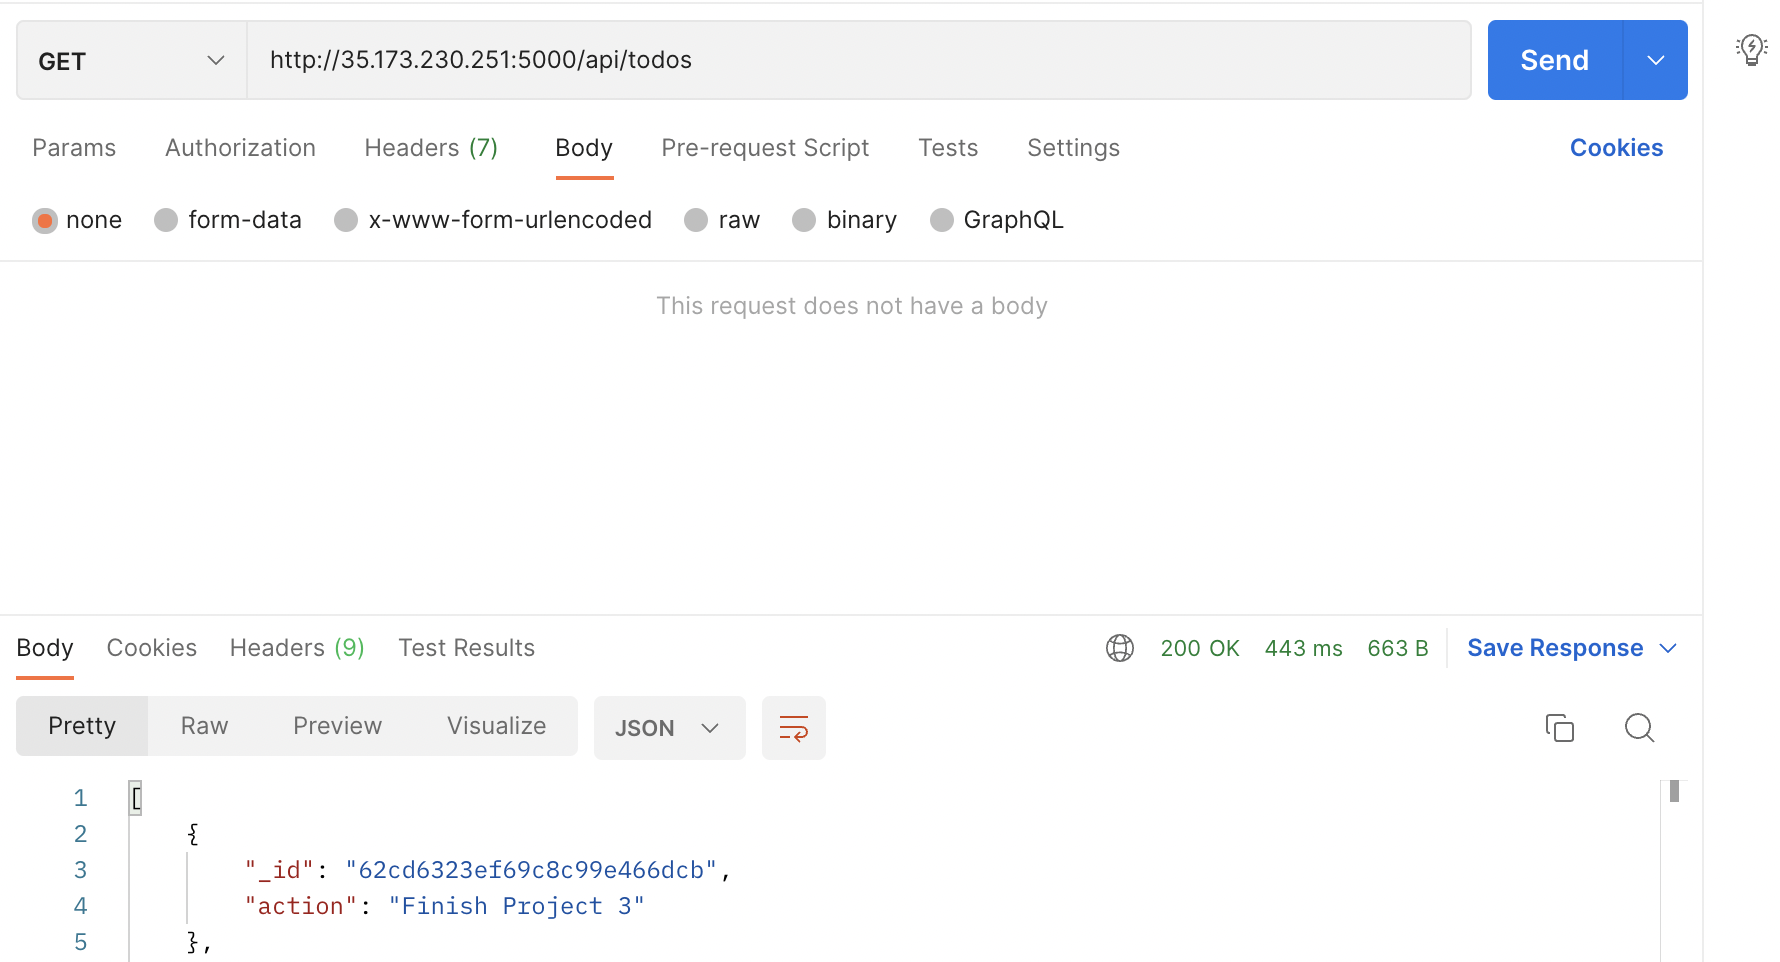 GET http://35.173.230.251:5000/api/todos Send
Params Authorization Headers (7) Body Pre-request Script Tests Settings Cookies
none form-data x-www-form-urlencoded raw binary GraphQL
This request does not have a body
Body Cookies Headers (9) Test Results 200 OK 443 ms 663 B Save Response
Pretty Raw Preview Visualize JSON
1 [
2 {
3 "_id": "62cd6323ef69c8c99e466dcb",
4 "action": "Finish Project 3"
5 },